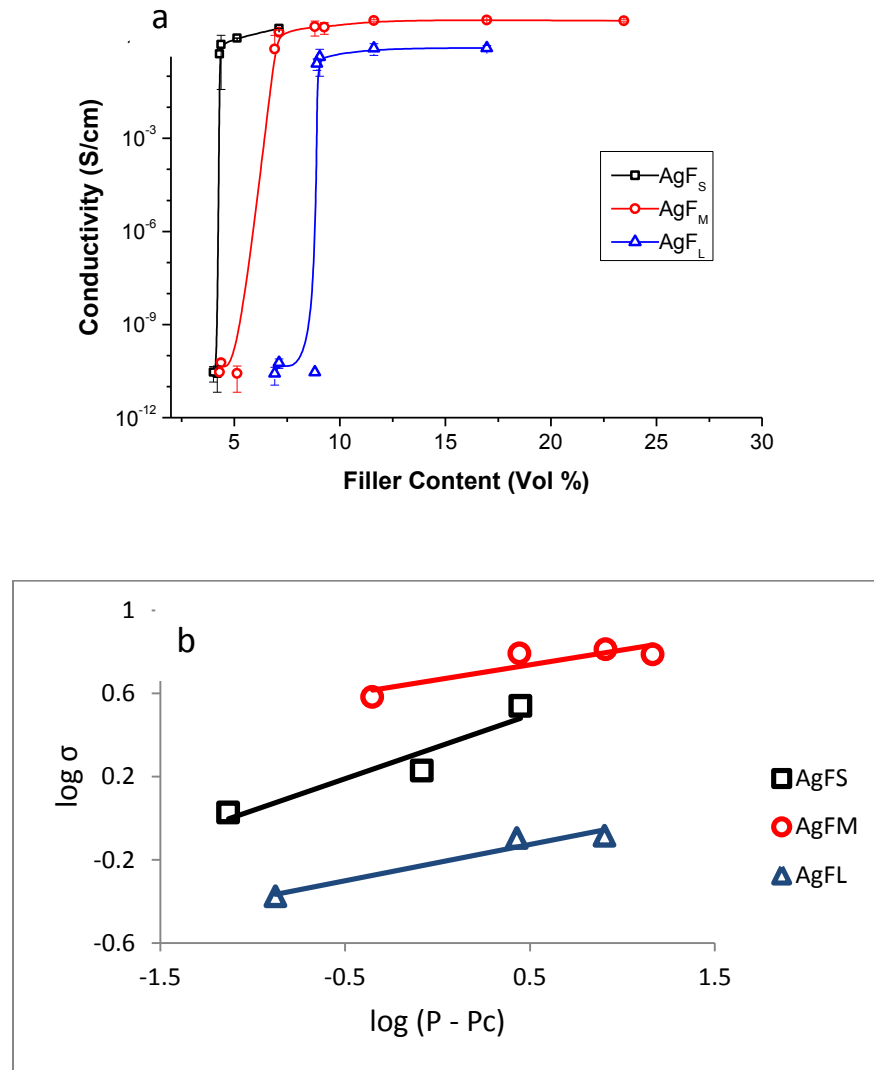 a
Conductivity (S/cm)
10⁻³
10⁻⁶
10⁻⁹
10⁻¹²
5 10 15 20 25 30
Filler Content (Vol %)
AgF_S
AgF_M
AgF_L
b
log σ
1
0.6
0.2
-0.2
-0.6
-1.5 -0.5 0.5 1.5
log (P - Pc)
AgFS
AgFM
AgFL